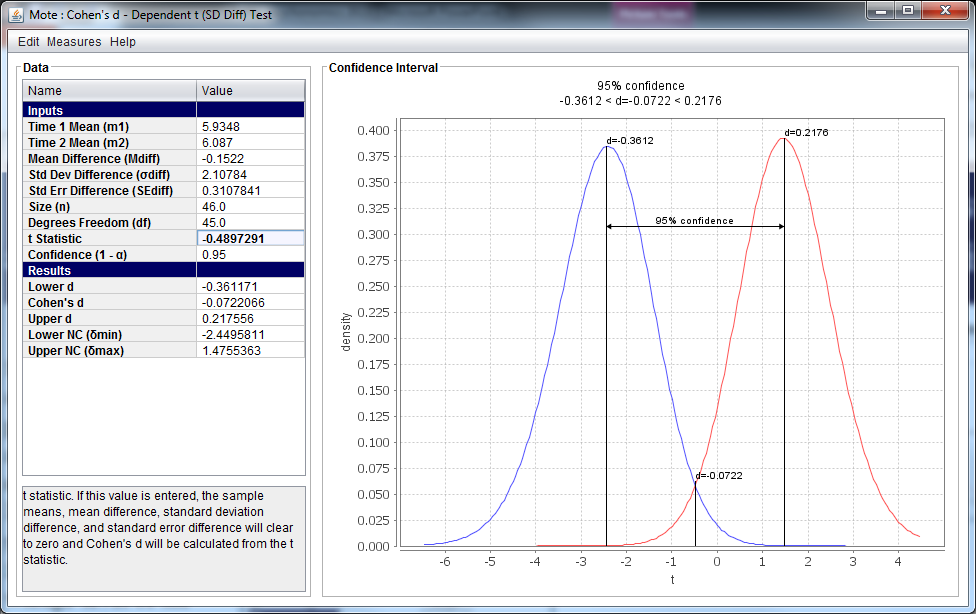 Mote : Cohen's d - Dependent t (SD Diff) Test
Edit Measures Help
Data
Name Value
Inputs
Time 1 Mean (m1) 5.9348
Time 2 Mean (m2) 6.087
Mean Difference (Mdiff) -0.1522
Std Dev Difference (σdiff) 2.10784
Std Err Difference (SEdiff) 0.3107841
Size (n) 46.0
Degrees Freedom (df) 45.0
t Statistic -0.4897291
Confidence (1 - α) 0.95
Results
Lower d -0.361171
Cohen's d -0.0722066
Upper d 0.217556
Lower NC (δmin) -2.4495811
Upper NC (δmax) 1.4755363
t statistic. If this value is entered, the sample
means, mean difference, standard deviation
difference, and standard error difference will clear
to zero and Cohen's d will be calculated from the t
statistic.
Confidence Interval
95% confidence
-0.3612 < d=-0.0722 < 0.2176
0.400
0.375
0.350
0.325
0.300
0.275
0.250
0.225
0.200
0.175
0.150
0.125
0.100
0.075
0.050
0.025
0.000
density
d=-0.3612
d=0.2176
95% confidence
d=-0.0722
-6 -5 -4 -3 -2 -1 0 1 2 3 4
t